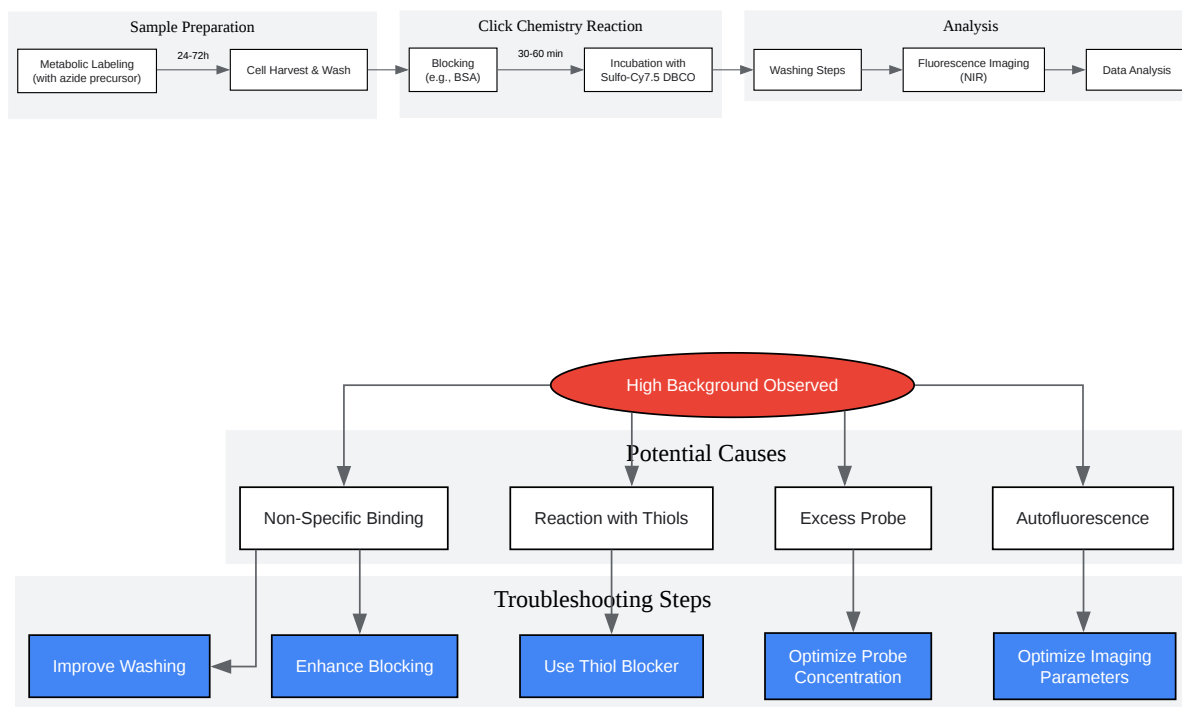 Sample Preparation
Click Chemistry Reaction
Analysis
Metabolic Labeling
(with azide precursor)
24-72h
Cell Harvest & Wash
Blocking
(e.g., BSA)
30-60 min
Incubation with
Sulfo-Cy7.5 DBCO
Washing Steps
Fluorescence Imaging
(NIR)
Data Analysis
High Background Observed
Potential Causes
Non-Specific Binding
Reaction with Thiols
Excess Probe
Autofluorescence
Troubleshooting Steps
Improve Washing
Enhance Blocking
Use Thiol Blocker
Optimize Probe
Concentration
Optimize Imaging
Parameters